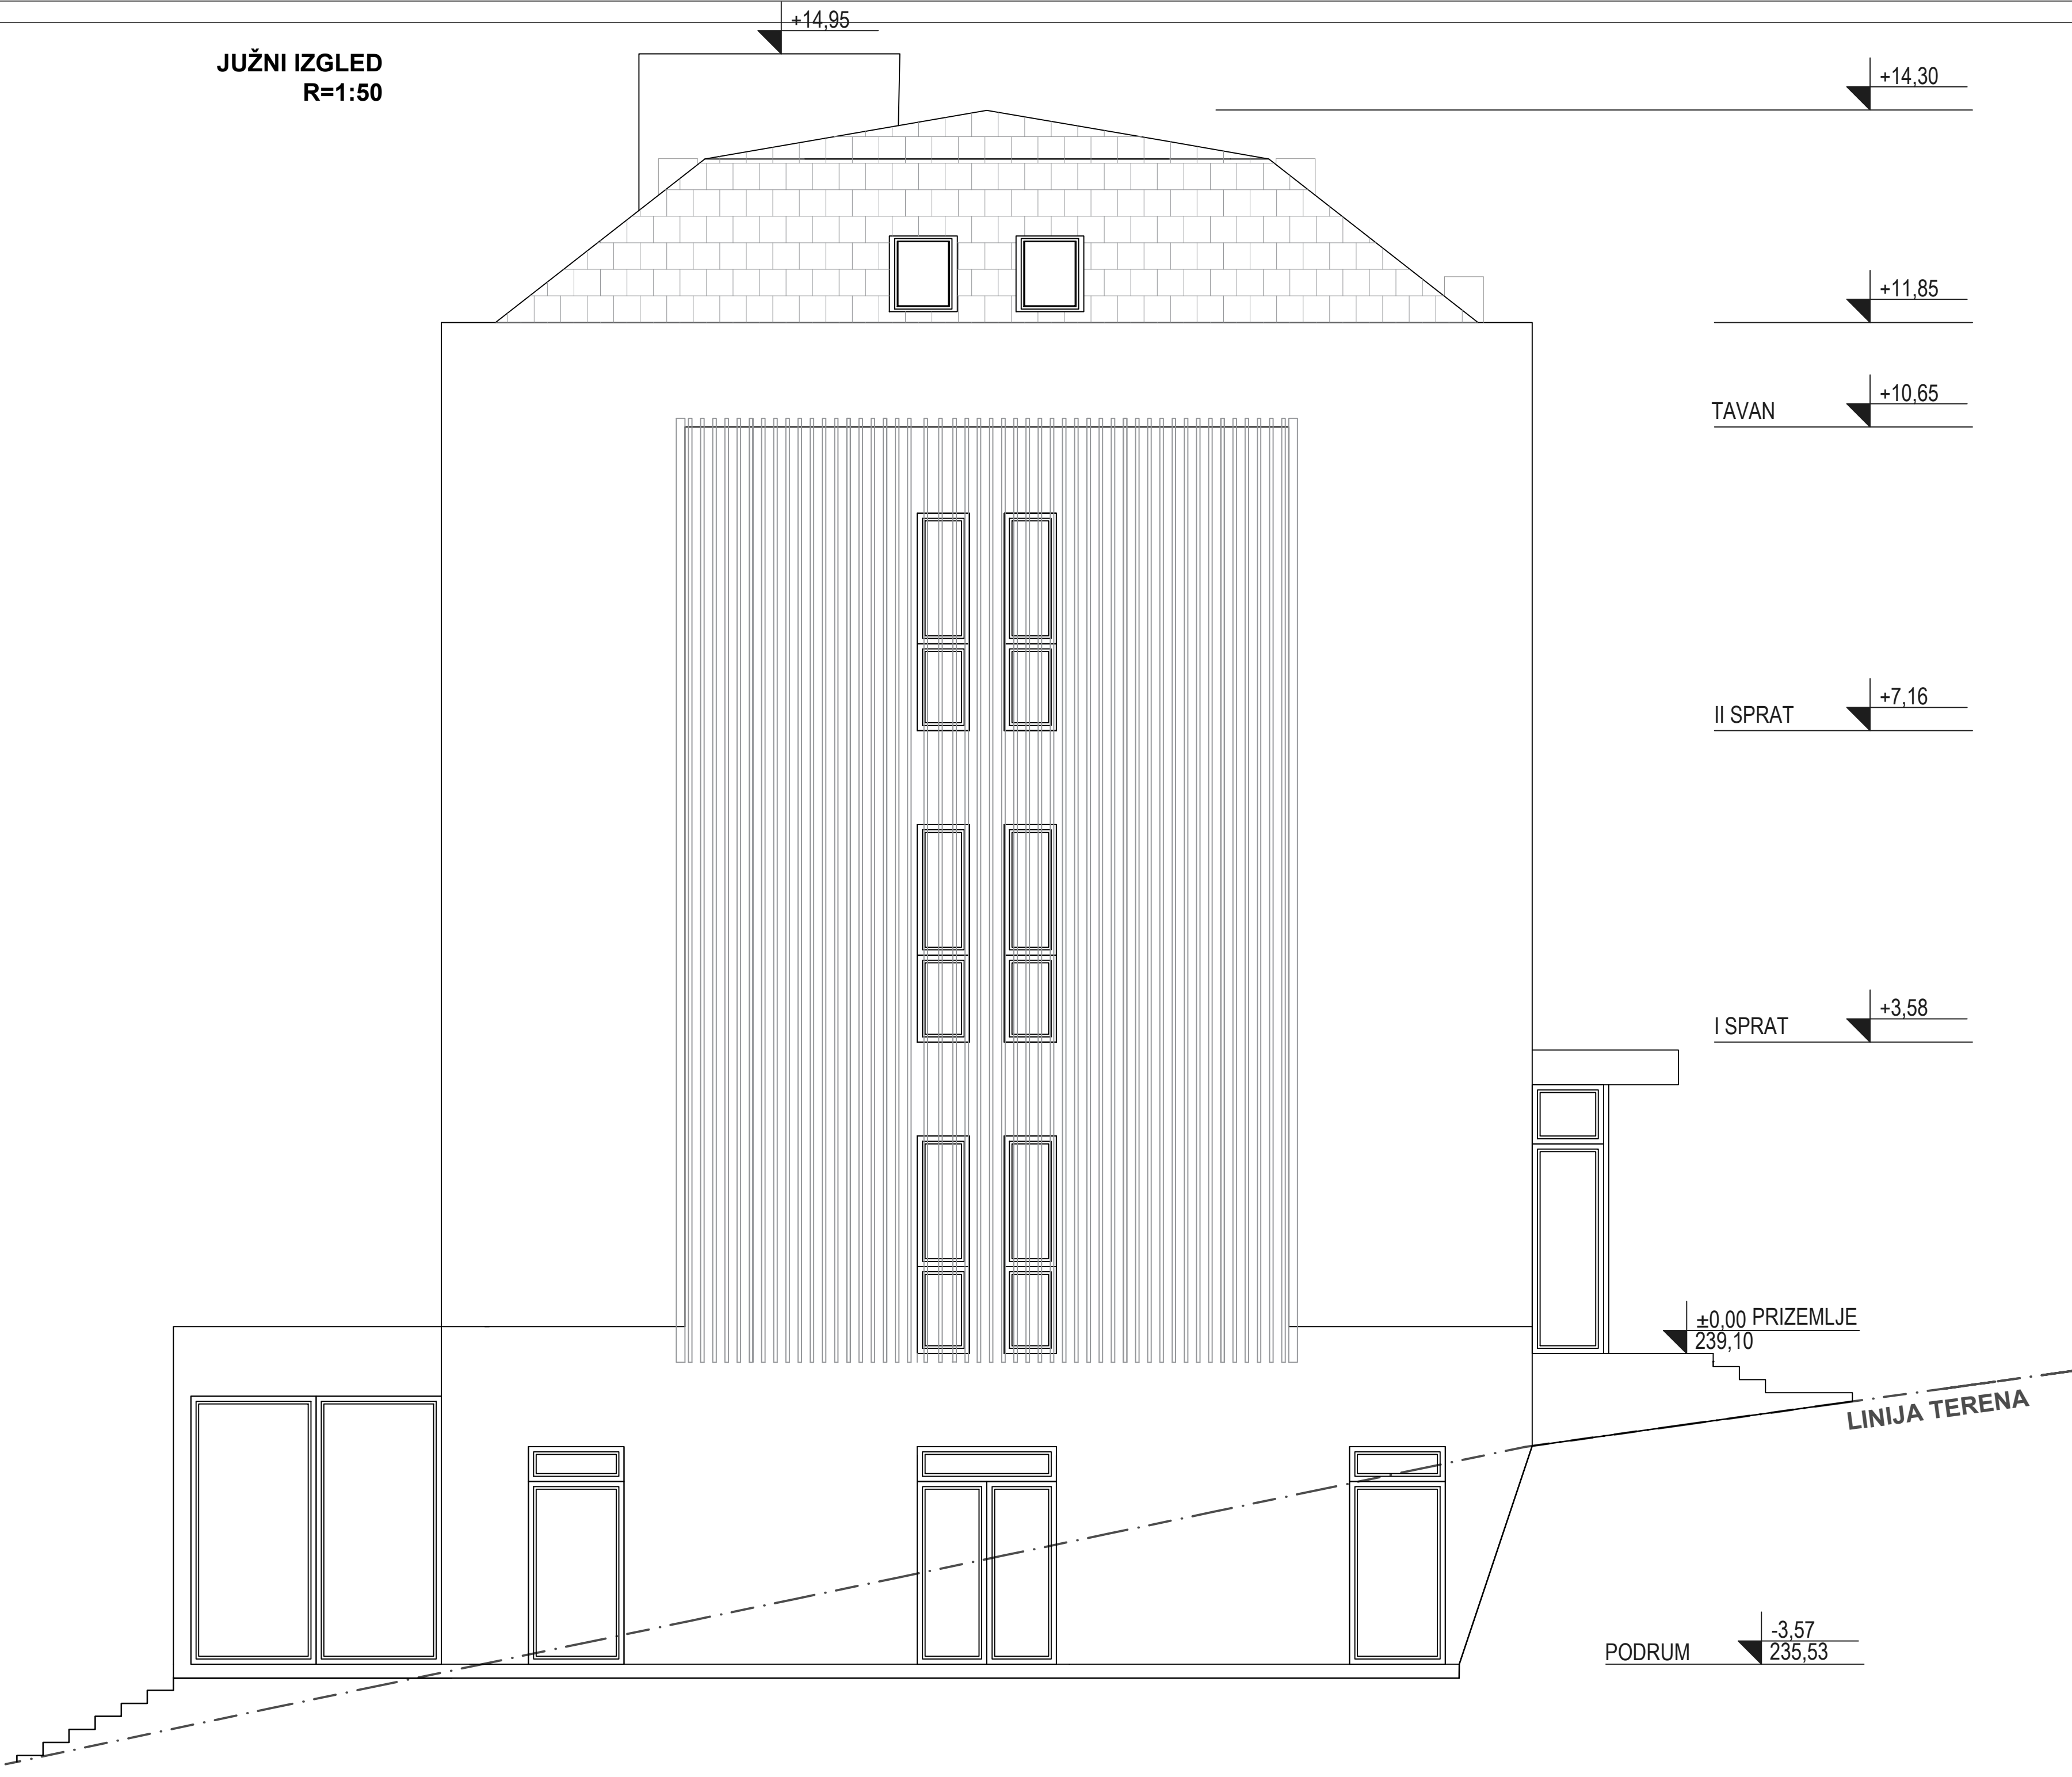 +14,95
JUŽNI IZGLED
R=1:50
+14,30
+11,85
TAVAN +10,65
II SPRAT +7,16
I SPRAT +3,58
±0,00 PRIZEMLJE
239,10
LINIJA TERENA
-3,57
PODRUM 235,53